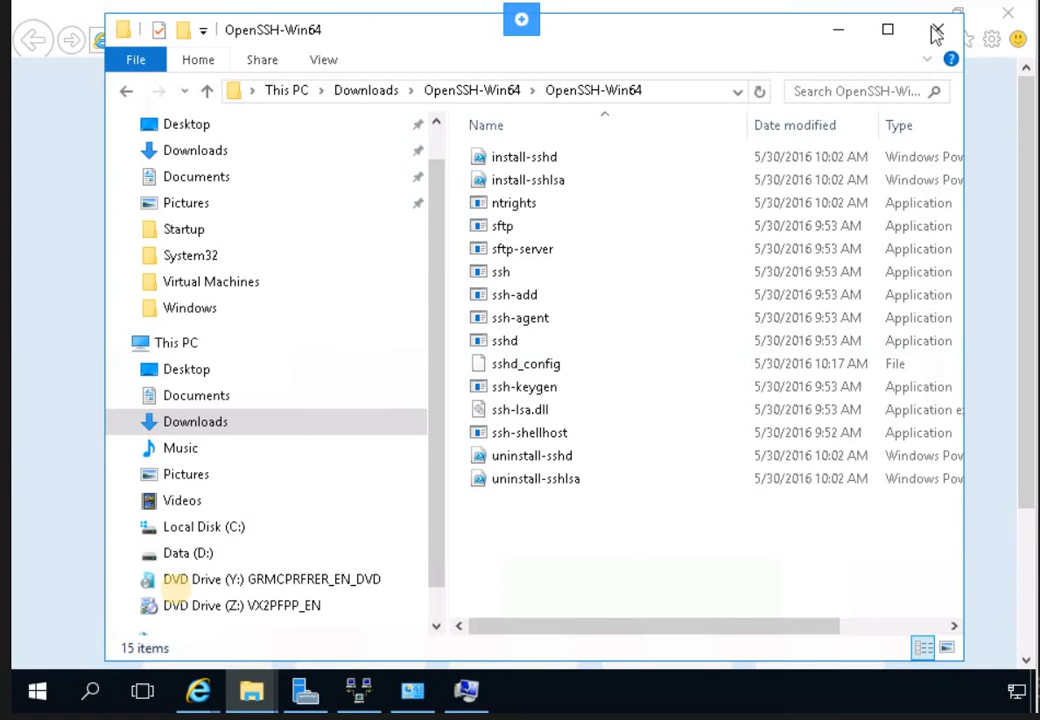 OpenSSH-Win64
File Home Share View
This PC Downloads OpenSSH-Win64 OpenSSH-Win64 Search OpenSSH-Wi...
Desktop
Downloads
Documents
Pictures
Startup
System32
Virtual Machines
Windows
This PC
Desktop
Documents
Downloads
Music
Pictures
Videos
Local Disk (C:)
Data (D:)
DVD Drive (Y:) GRMCPRFRER_EN_DVD
DVD Drive (Z:) VX2PFPP_EN
Name Date modified Type
install-sshd 5/30/2016 10:02 AM Windows Pov
install-sshlsa 5/30/2016 10:02 AM Windows Pov
ntrights 5/30/2016 10:02 AM Application
sftp 5/30/2016 9:53 AM Application
sftp-server 5/30/2016 9:53 AM Application
ssh 5/30/2016 9:53 AM Application
ssh-add 5/30/2016 9:53 AM Application
ssh-agent 5/30/2016 9:53 AM Application
sshd 5/30/2016 9:53 AM Application
sshd_config 5/30/2016 10:17 AM File
ssh-keygen 5/30/2016 9:53 AM Application
ssh-lsa.dll 5/30/2016 9:53 AM Application e
ssh-shellhost 5/30/2016 9:52 AM Application
uninstall-sshd 5/30/2016 10:02 AM Windows Pov
uninstall-sshlsa 5/30/2016 10:02 AM Windows Pov
15 items